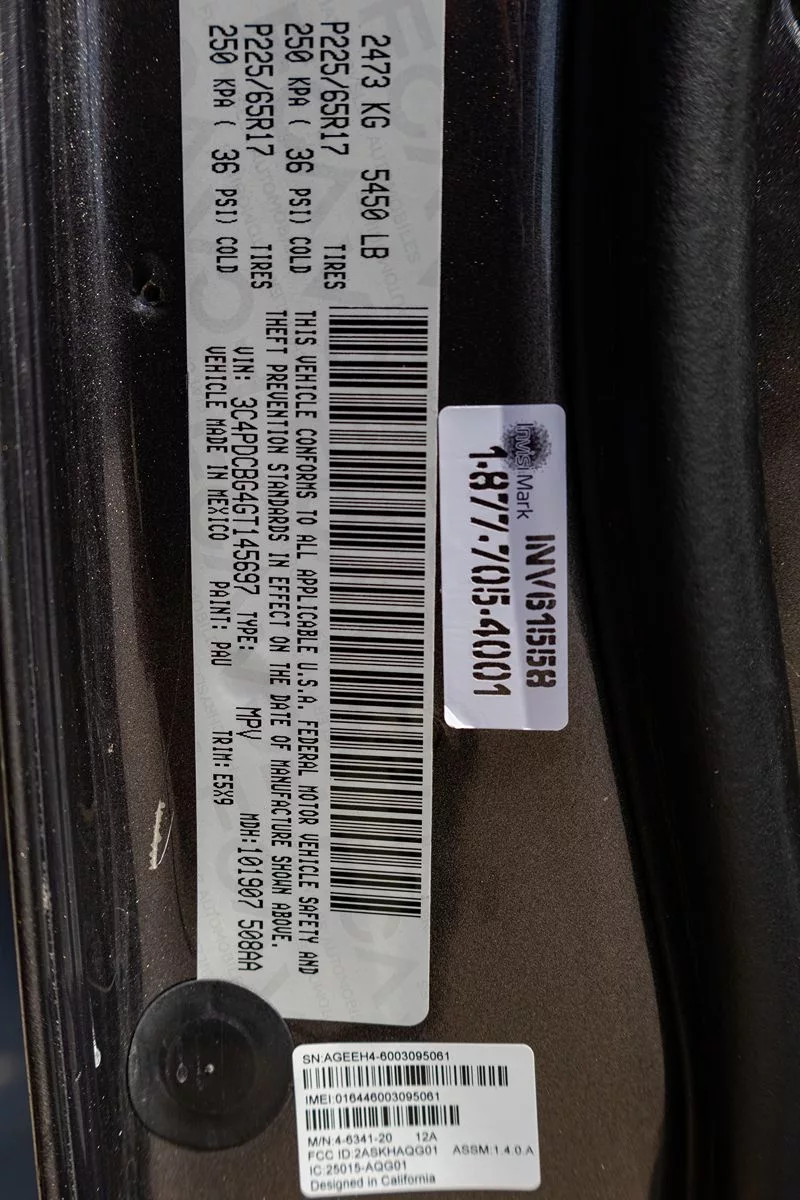 2473 KG 5450 LB
P225/65R17 TIRES
250 KPA ( 36 PSI) COLD
P225/65R17 TIRES
250 KPA ( 36 PSI) COLD
THIS VEHICLE CONFORMS TO ALL APPLICABLE U.S.A. FEDERAL MOTOR VEHICLE SAFETY AND
THEFT PREVENTION STANDARDS IN EFFECT ON THE DATE OF MANUFACTURE SHOWN ABOVE.
VIN: 3C4PDCBG4GT145697 TYPE: MPV MDH:101907 508AA
VEHICLE MADE IN MEXICO PAINT: PAU TRIM: E5X9
InvisiMark
INV61558
1-877-705-4001
SN:AGEEH4-6003095061
IMEI:016446003095061
M/N:4-6341-20 12A
FCC ID:2ASKHAQG01 ASSM:1.4.0.A
IC:25015-AQG01
Designed in California